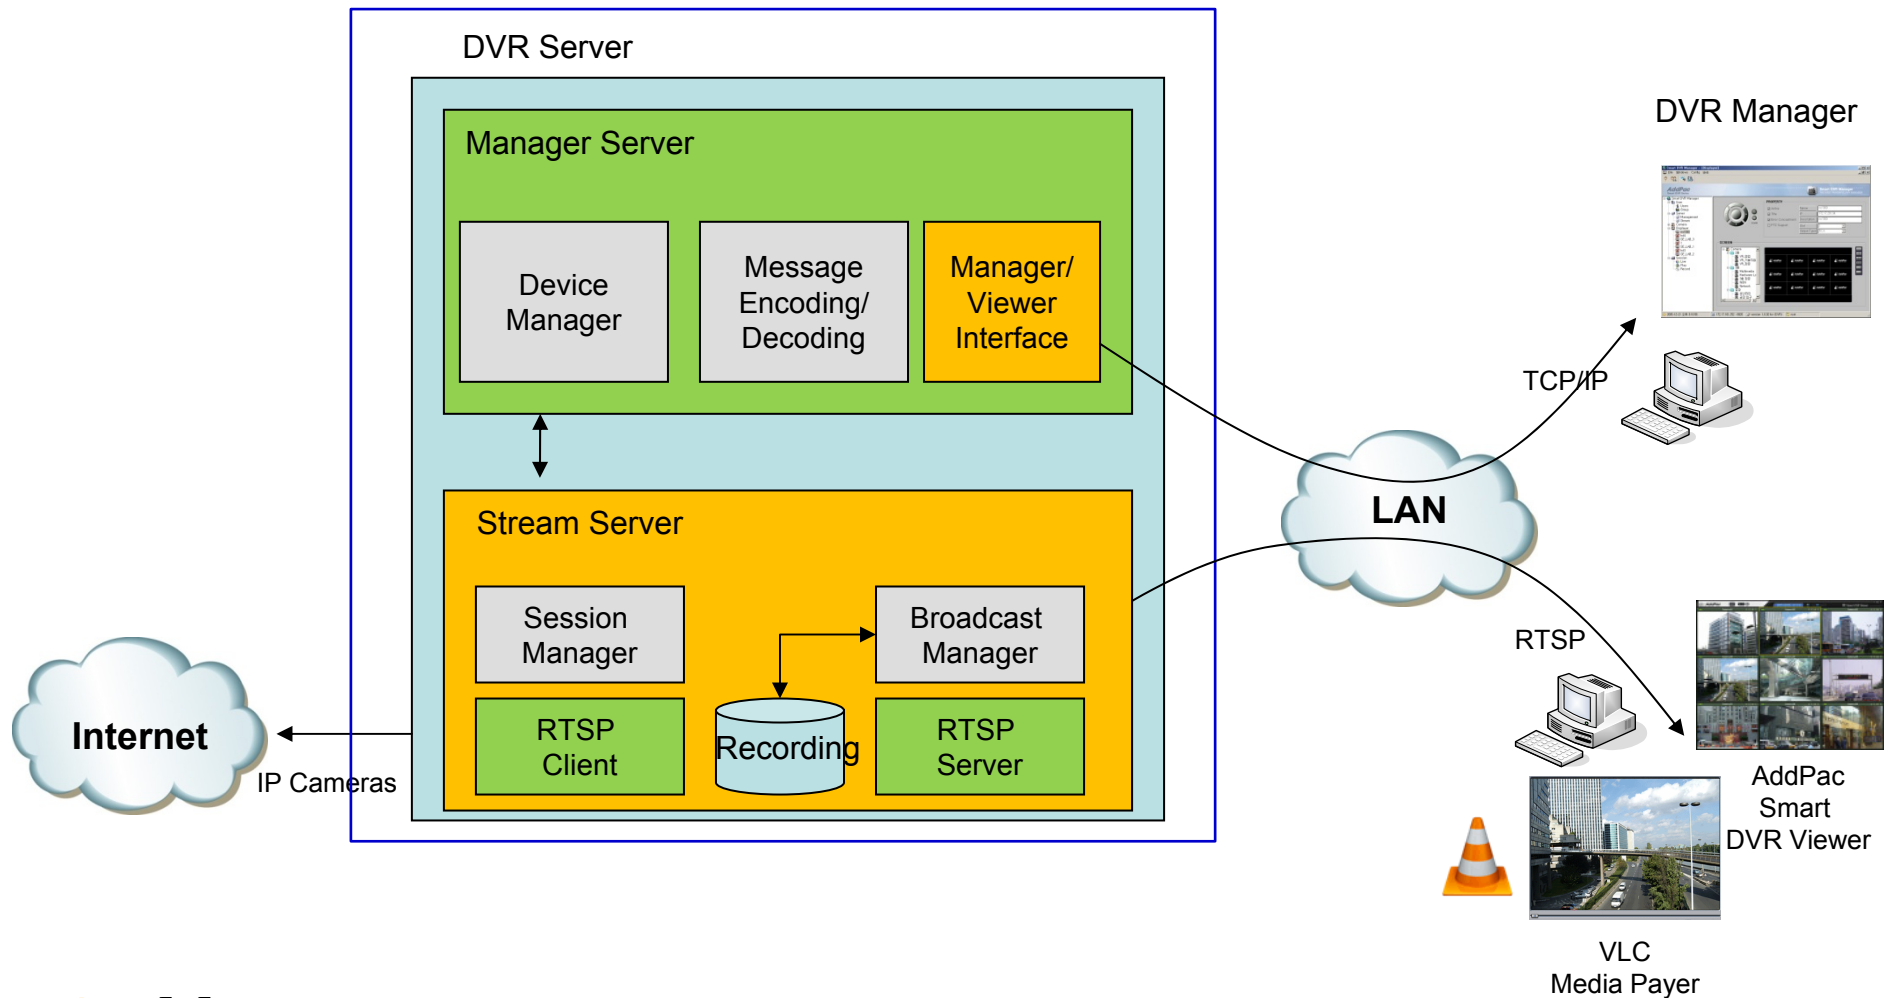 DVR Server
Manager Server
Device
Manager
Message
Encoding/
Decoding
Manager/
Viewer
Interface
Stream Server
Session
Manager
Broadcast
Manager
RTSP
Client
Recording
RTSP
Server
Internet
IP Cameras
LAN
TCP/IP
RTSP
DVR Manager
AddPac
AddPac
Smart
DVR Viewer
VLC
Media Payer